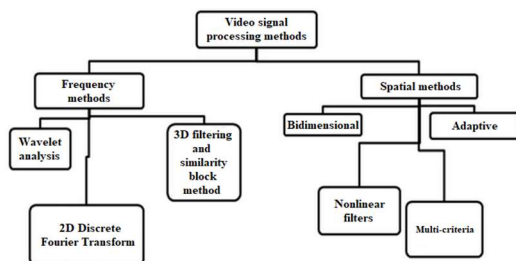 Video signal
processing methods
Frequency
methods
Spatial methods
Wavelet
analysis
3D filtering
and
similarity
block
method
Bidimensional
Adaptive
2D Discrete
Fourier Transform
Nonlinear
filters
Multi-criteria